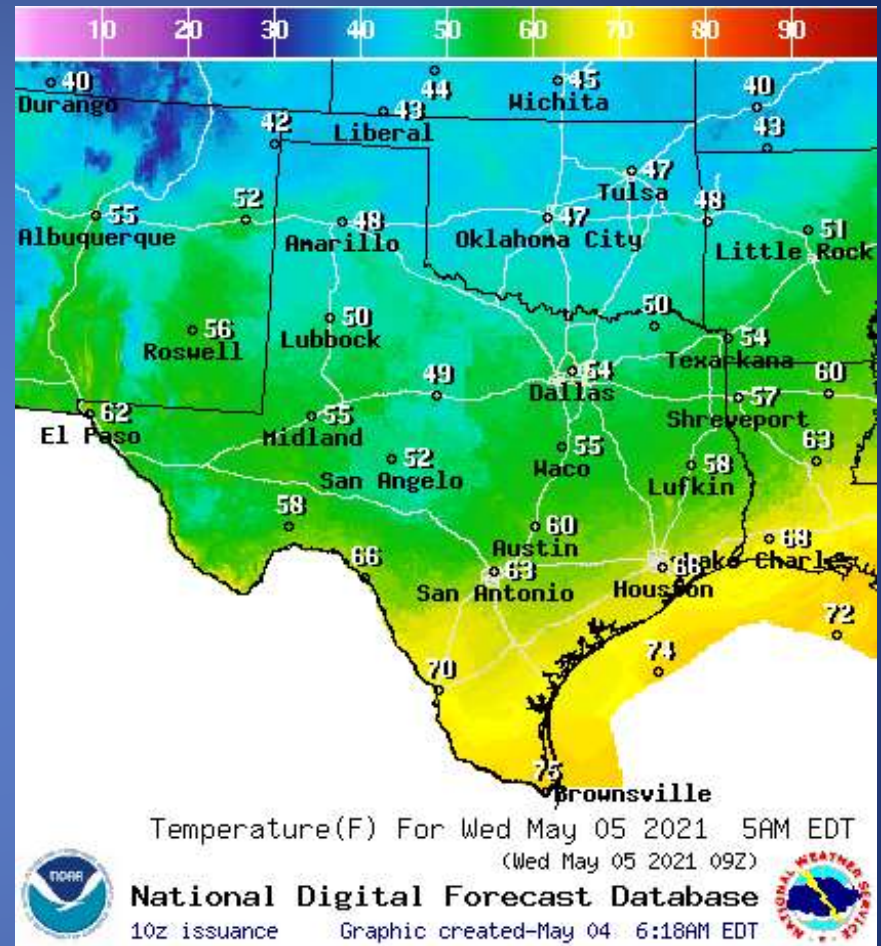 10 20 30 40 50 60 70 80 90
40 44 45 40
Durango Wichita
43
Liberal
42 43
47
Tulsa
55 52 48 47 48 51
Albuquerque Amarillo Oklahoma City Little Rock
56 50 50 54
Roswell Lubbock Texarkana
49 54 57 60
Dallas Shreveport
62 55
El Paso Midland
52 55 58 63
San Angelo Waco Lufkin
58 60 68
Austin Lake Charles
66 63
San Antonio Houston
72
70 74
75
Brownsville
Temperature(F) For Wed May 05 2021 5AM EDT
(Wed May 05 2021 09Z)
NOAA
National Digital Forecast Database
NATIONAL WEATHER SERVICE
10z issuance Graphic created-May 04 6:18AM EDT